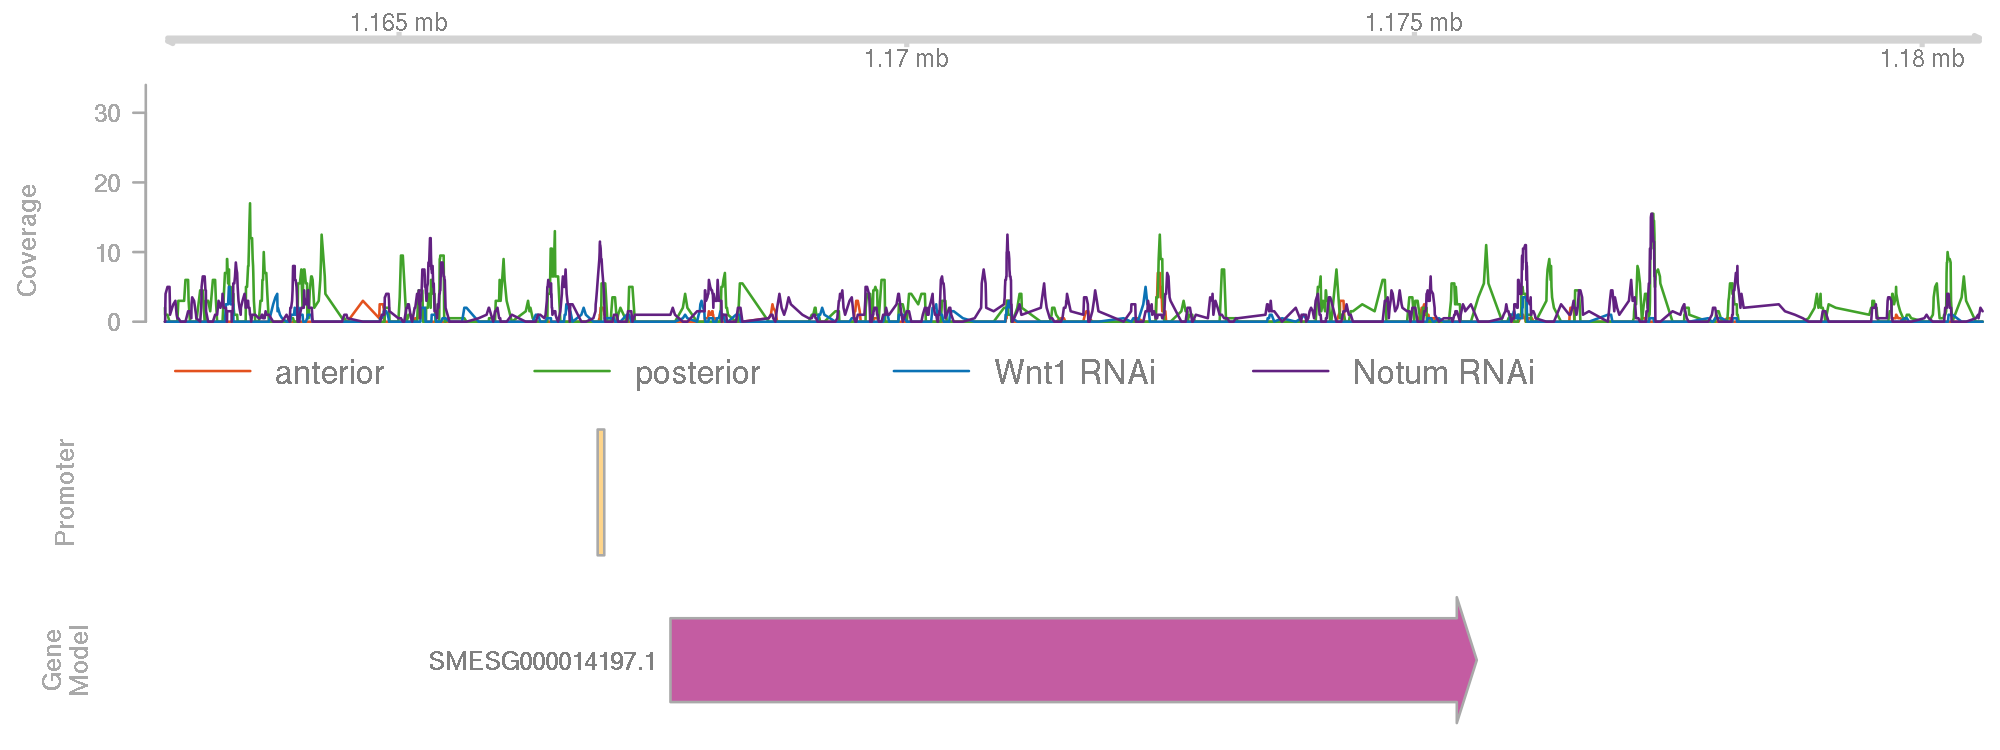 1.165 mb
1.175 mb
1.17 mb
1.18 mb
Coverage
30
20
10
0
anterior
posterior
Wnt1 RNAi
Notum RNAi
Promoter
Gene
Model
SMESG000014197.1